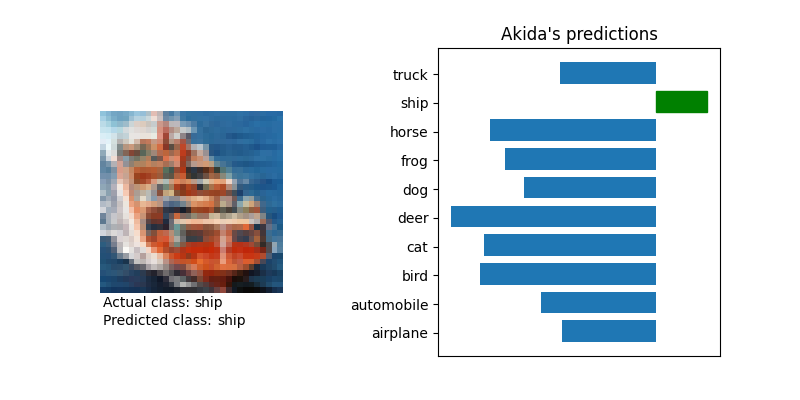 Akida's predictions
truck
ship
horse
frog
dog
deer
cat
bird
automobile
airplane
Actual class: ship
Predicted class: ship